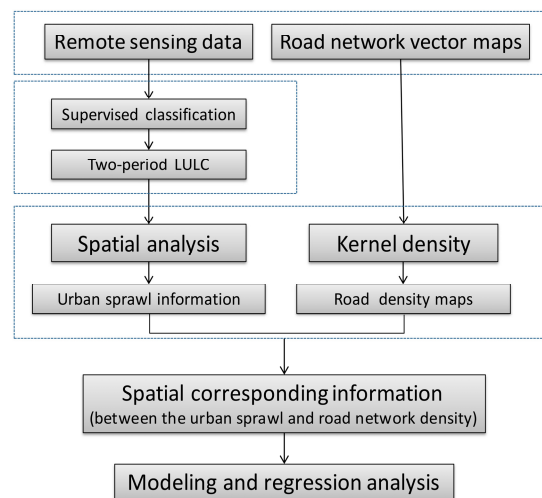 Remote sensing data
Road network vector maps
Supervised classification
Two-period LULC
Spatial analysis
Kernel density
Urban sprawl information
Road density maps
Spatial corresponding information
(between the urban sprawl and road network density)
Modeling and regression analysis